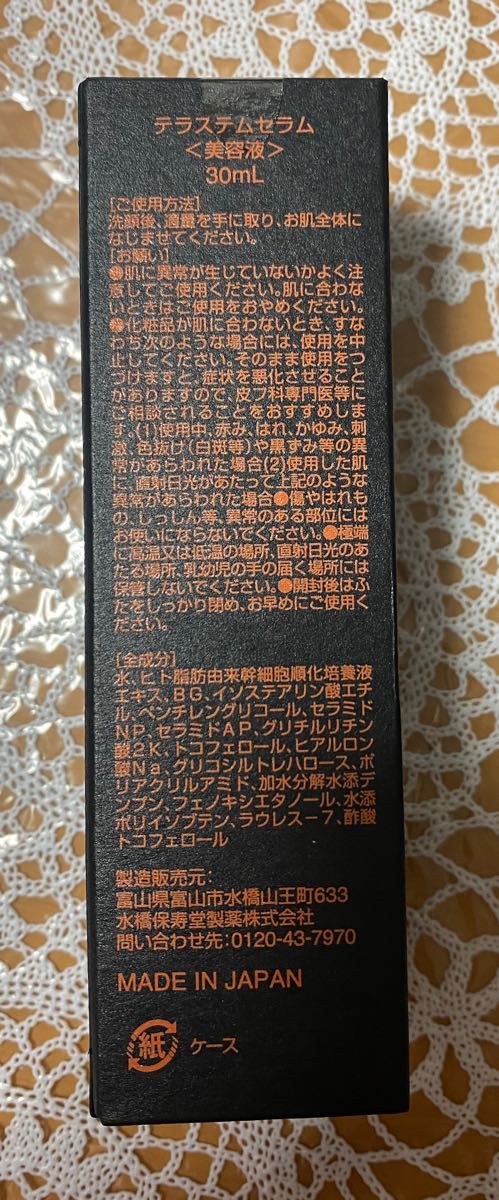 テラステムセラム
<美容液>
30mL
[ご使用方法]
洗顔後、適量を手に取り、お肌全体に
なじませてください。
[お願い]
●肌に異常が生じていないかよく注
意してご使用ください。肌に合わな
いときはご使用をおやめください。
●化粧品が肌に合わないとき、すな
わち次のような場合には、使用を中
止してください。そのまま使用をつ
づけますと、症状を悪化させること
がありますので、皮フ科専門医等に
ご相談されることをおすすめしま
す。(1)使用中、赤み、はれ、かゆみ、刺
激、色抜け(白斑等)や黒ずみ等の異
常があらわれた場合(2)使用した肌
に、直射日光があたって上記のような
異常があらわれた場合●傷やはれも
の、しっしん等、異常のある部位には
お使いにならないでください。●極端
に高温又は低温の場所、直射日光のあ
たる場所、乳幼児の手の届く場所には
保管しないでください。●開封後はふ
たをしっかり閉め、お早めにご使用く
ださい。
[全成分]
水、ヒト脂肪由来幹細胞順化培養液
エキス、BG、イソステアリン酸エチ
ル、ペンチレングリコール、セラミド
NP、セラミドAP、グリチルリチン
酸2K、トコフェロール、ヒアルロン
酸Na、グリコシルトレハロース、ポ
リアクリルアミド、加水分解水添デ
ンプン、フェノキシエタノール、水添
ポリイソブテン、ラウレス-7、酢酸
トコフェロール
製造販売元:
富山県富山市水橋山王町633
水橋保寿堂製薬株式会社
問い合わせ先:0120-43-7970
MADE IN JAPAN
紙 ケース